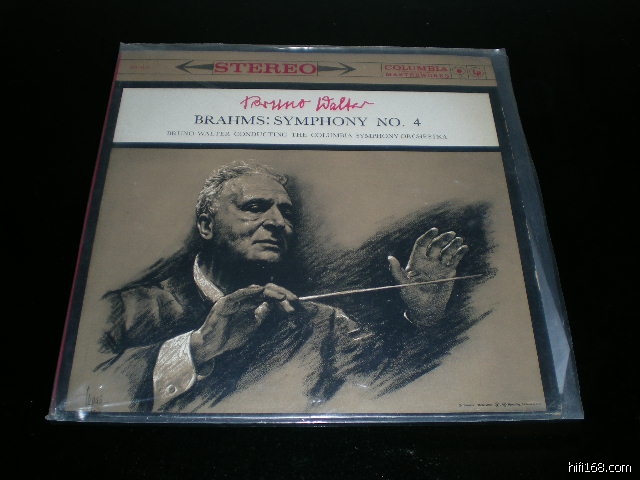 STEREO
COLUMBIA
MASTERWORKS
Bruno Walter
BRAHMS: SYMPHONY NO. 4
BRUNO WALTER CONDUCTING THE COLUMBIA SYMPHONY ORCHESTRA
hifi168.com